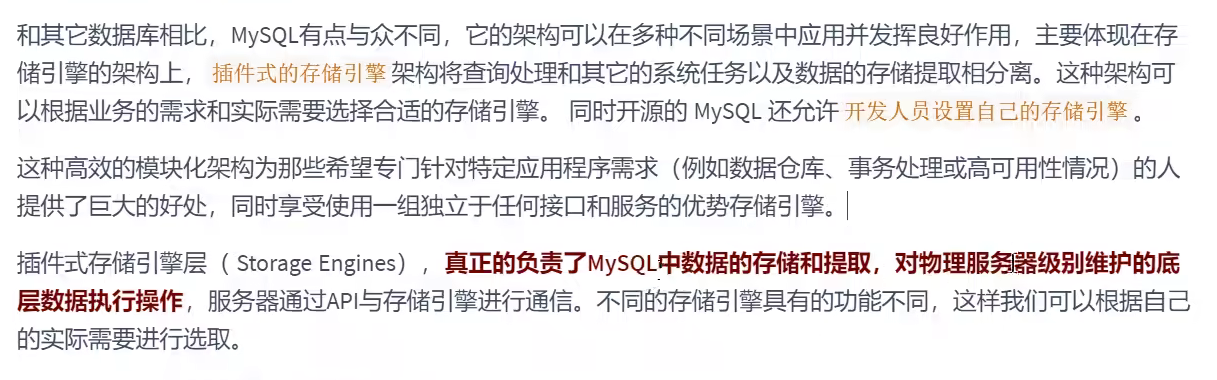 和其它数据库相比，MySQL有点与众不同，它的架构可以在多种不同场景中应用并发挥良好作用，主要体现在存
储引擎的架构上， 插件式的存储引擎 架构将查询处理和其它的系统任务以及数据的存储提取相分离。这种架构可
以根据业务的需求和实际需要选择合适的存储引擎。 同时开源的 MySQL 还允许 开发人员设置自己的存储引擎 。
这种高效的模块化架构为那些希望专门针对特定应用程序需求（例如数据仓库、事务处理或高可用性情况）的人
提供了巨大的好处，同时享受使用一组独立于任何接口和服务的优势存储引擎。
插件式存储引擎层（ Storage Engines），真正的负责了MySQL中数据的存储和提取，对物理服务器级别维护的底
层数据执行操作，服务器通过API与存储引擎进行通信。不同的存储引擎具有的功能不同，这样我们可以根据自己
的实际需要进行选取。